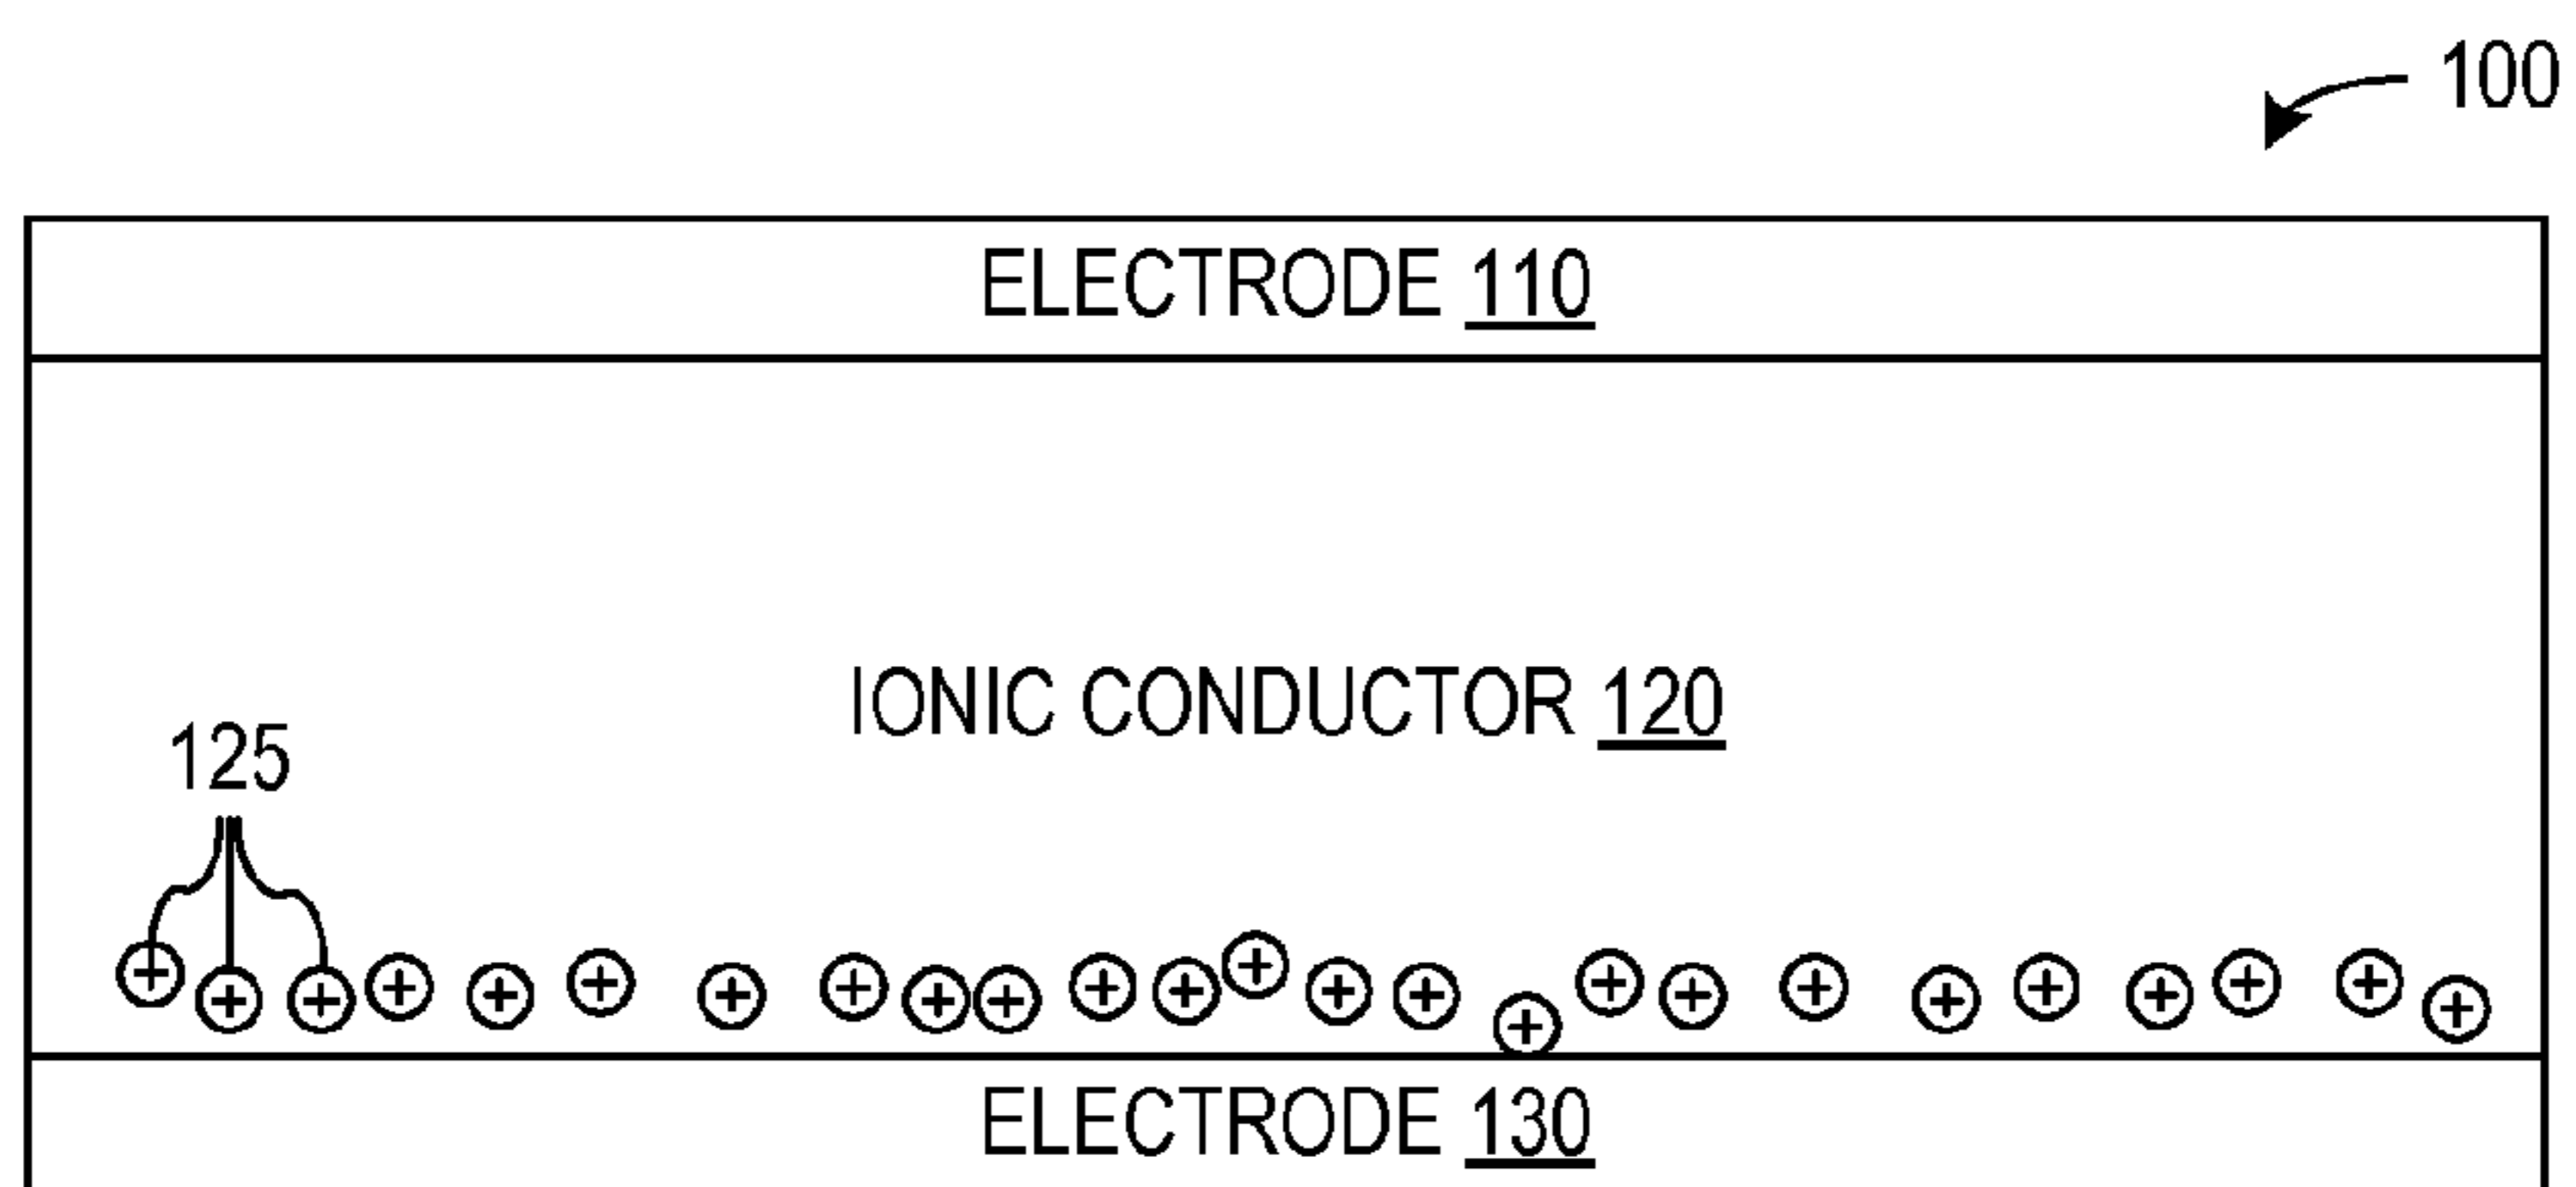 100
ELECTRODE 110
IONIC CONDUCTOR 120
125
ELECTRODE 130